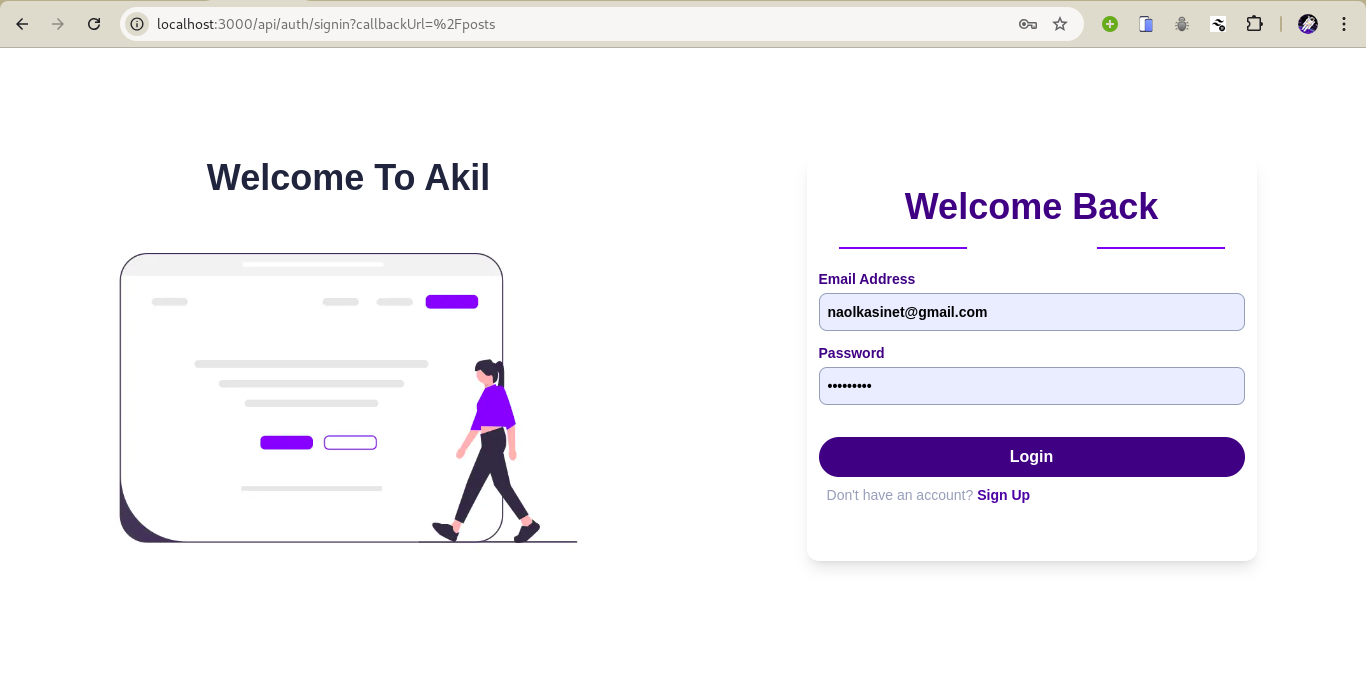 localhost:3000/api/auth/signin?callbackUrl=%2Fposts
Welcome To Akil
Welcome Back
Email Address
naolkasinet@gmail.com
Password
•••••••••
Login
Don't have an account? Sign Up